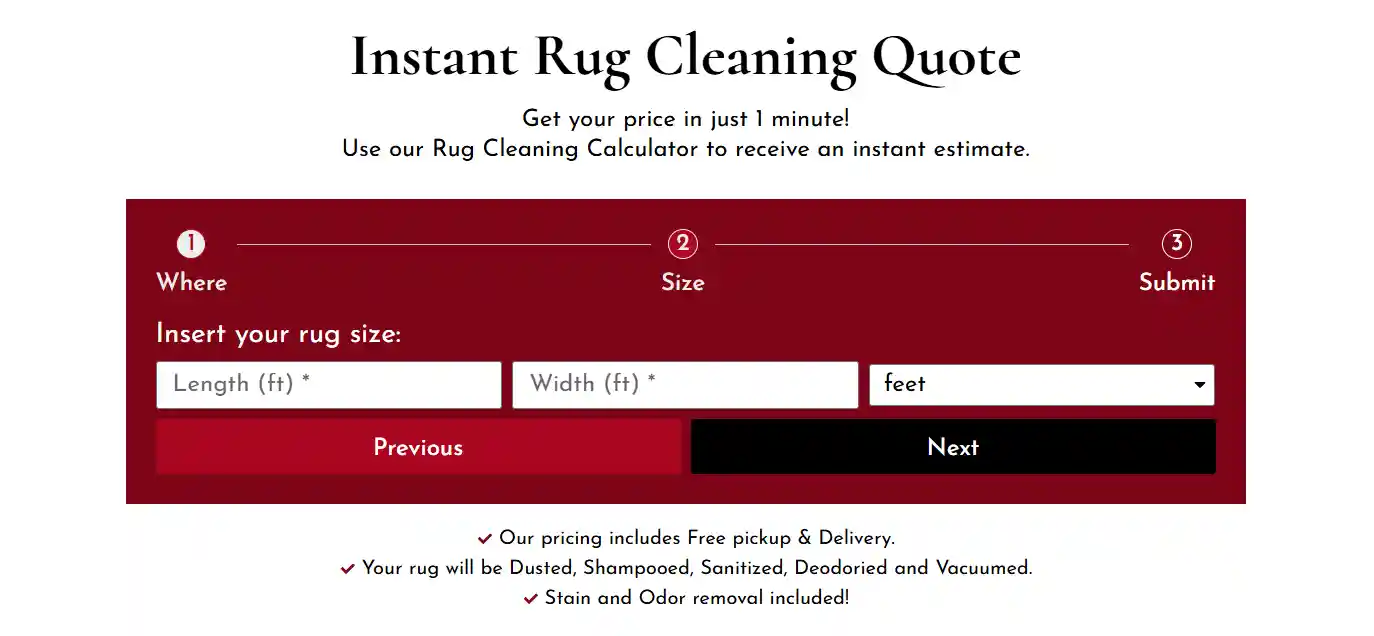 Instant Rug Cleaning Quote
Get your price in just 1 minute!
Use our Rug Cleaning Calculator to receive an instant estimate.
1 2 3
Where Size Submit
Insert your rug size:
Length (ft) * Width (ft) * feet
Previous Next
Our pricing includes Free pickup & Delivery.
Your rug will be Dusted, Shampooed, Sanitized, Deodoried and Vacuumed.
Stain and Odor removal included!